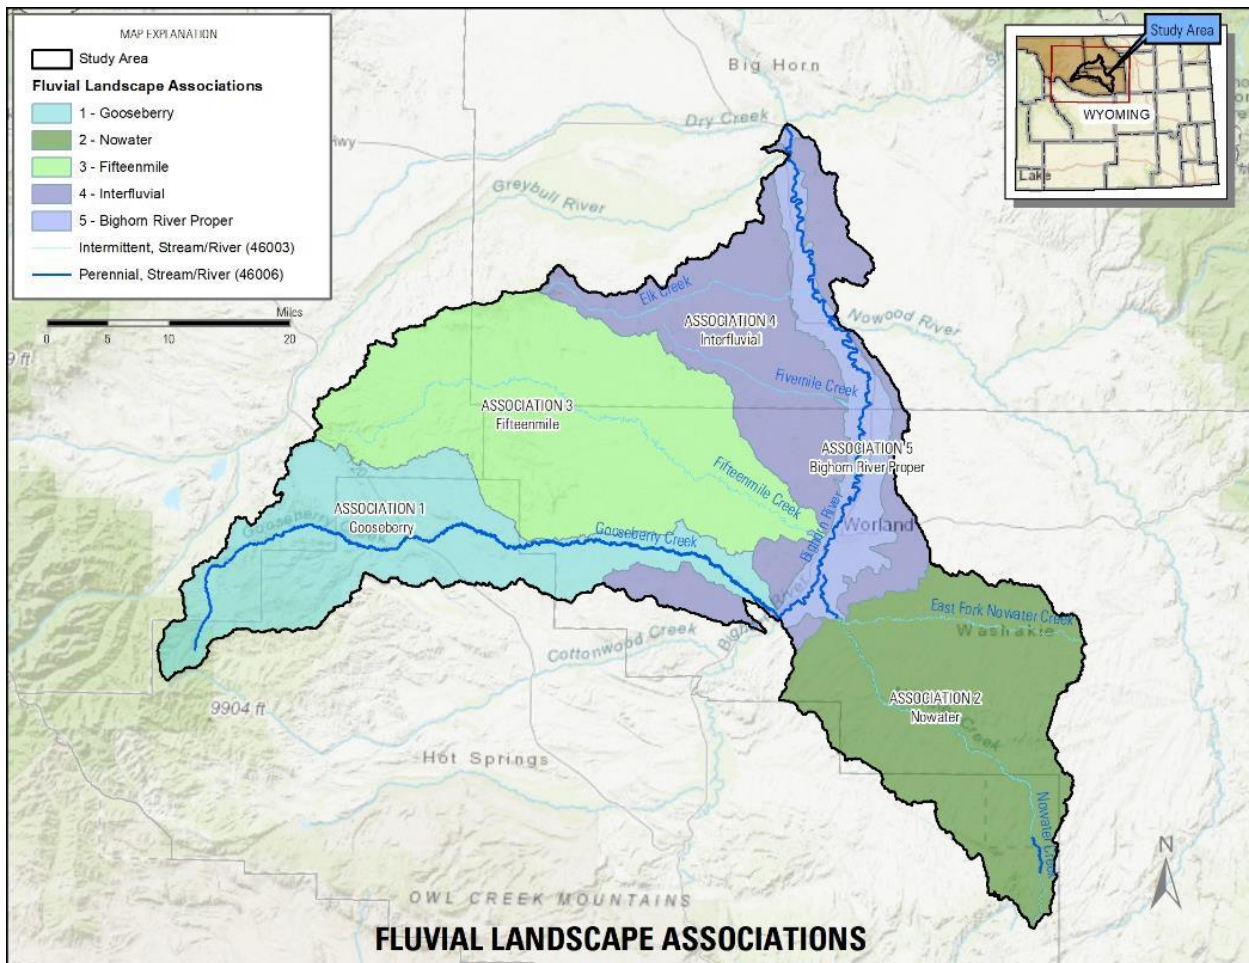 MAP EXPLANATION
Study Area
Fluvial Landscape Associations
1 - Gooseberry
2 - Nowater
3 - Fifteenmile
4 - Interfluvial
5 - Bighorn River Proper
Intermittent, Stream/River (46003)
Perennial, Stream/River (46006)
Miles
0 5 10 20
Study Area
WYOMING
Lake
Big Horn
Dry Creek
Hwy
Greybull River
Elk Creek
ASSOCIATION 4
Interfluvial
Nowood River
9 ft
Fivemile Creek
ASSOCIATION 3
Fifteenmile
ASSOCIATION 5
Bighorn River Proper
Fifteenmile Creek
ASSOCIATION 1
Gooseberry
Gooseberry Creek
Bighorn River
Worland
East Fork Nowater Creek
Washakie
Cottonwood Creek
ASSOCIATION 2
Nowater
Creek
9904 ft
Hot Springs
Nowater Creek
N
OWL CREEK MOUNTAINS
FLUVIAL LANDSCAPE ASSOCIATIONS